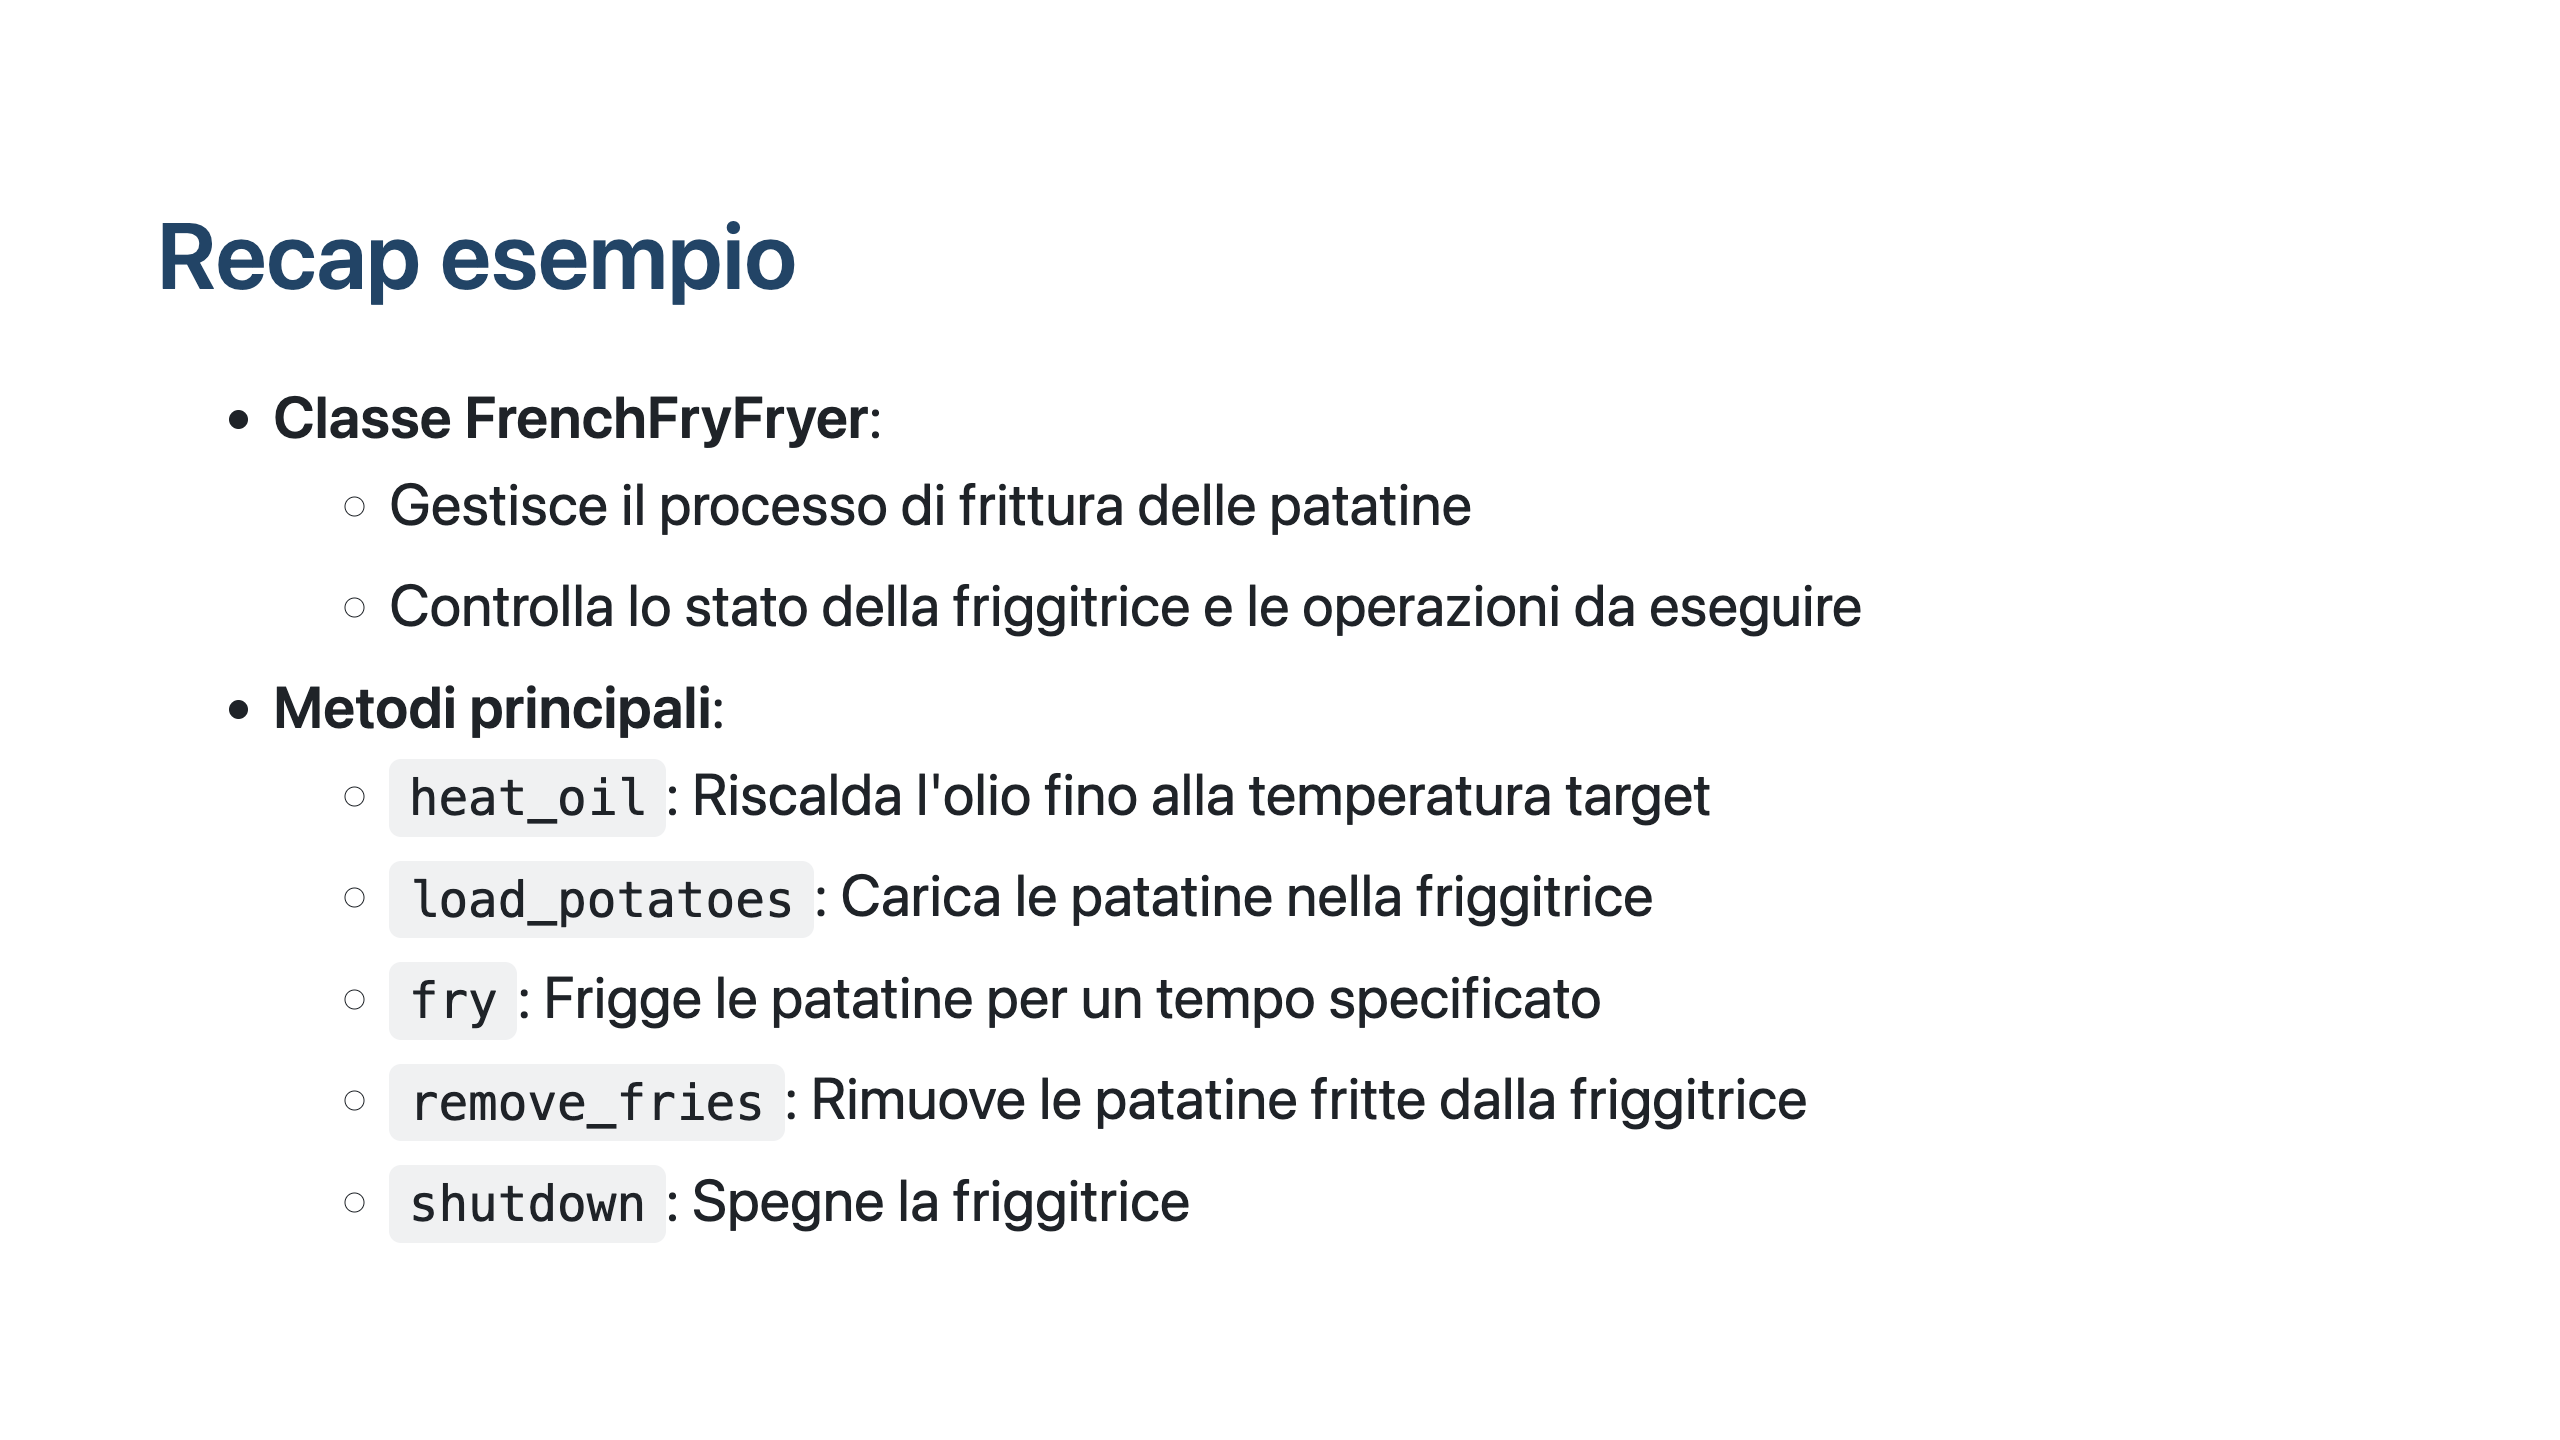 Recap esempio
Classe FrenchFryFryer:
Gestisce il processo di frittura delle patatine
Controlla lo stato della friggitrice e le operazioni da eseguire
Metodi principali:
heat_oil : Riscalda l'olio fino alla temperatura target
load_potatoes : Carica le patatine nella friggitrice
fry : Frigge le patatine per un tempo specificato
remove_fries : Rimuove le patatine fritte dalla friggitrice
shutdown : Spegne la friggitrice